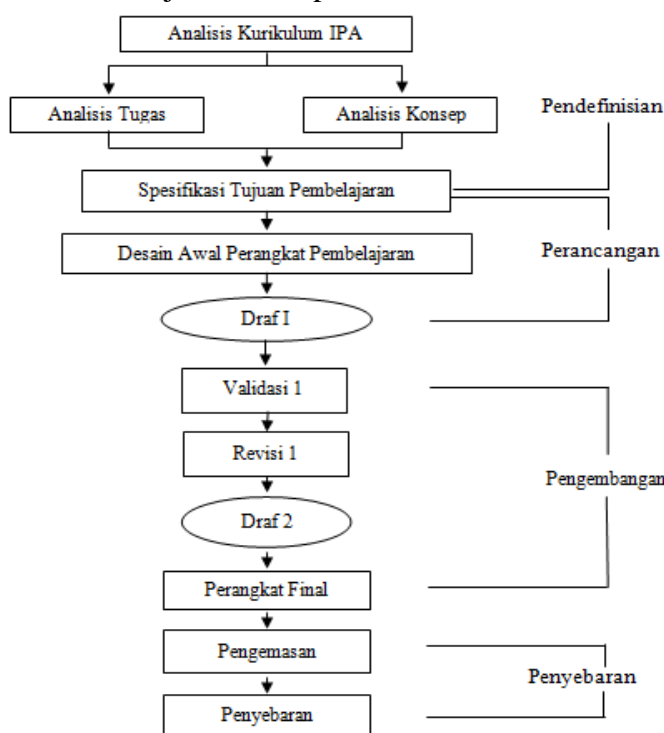 Analisis Kurikulum IPA
Analisis Tugas
Analisis Konsep
Pendefinisian
Spesifikasi Tujuan Pembelajaran
Desain Awal Perangkat Pembelajaran
Perancangan
Draf I
Validasi 1
Revisi 1
Pengembangan
Draf 2
Perangkat Final
Pengemasan
Penyebaran
Penyebaran